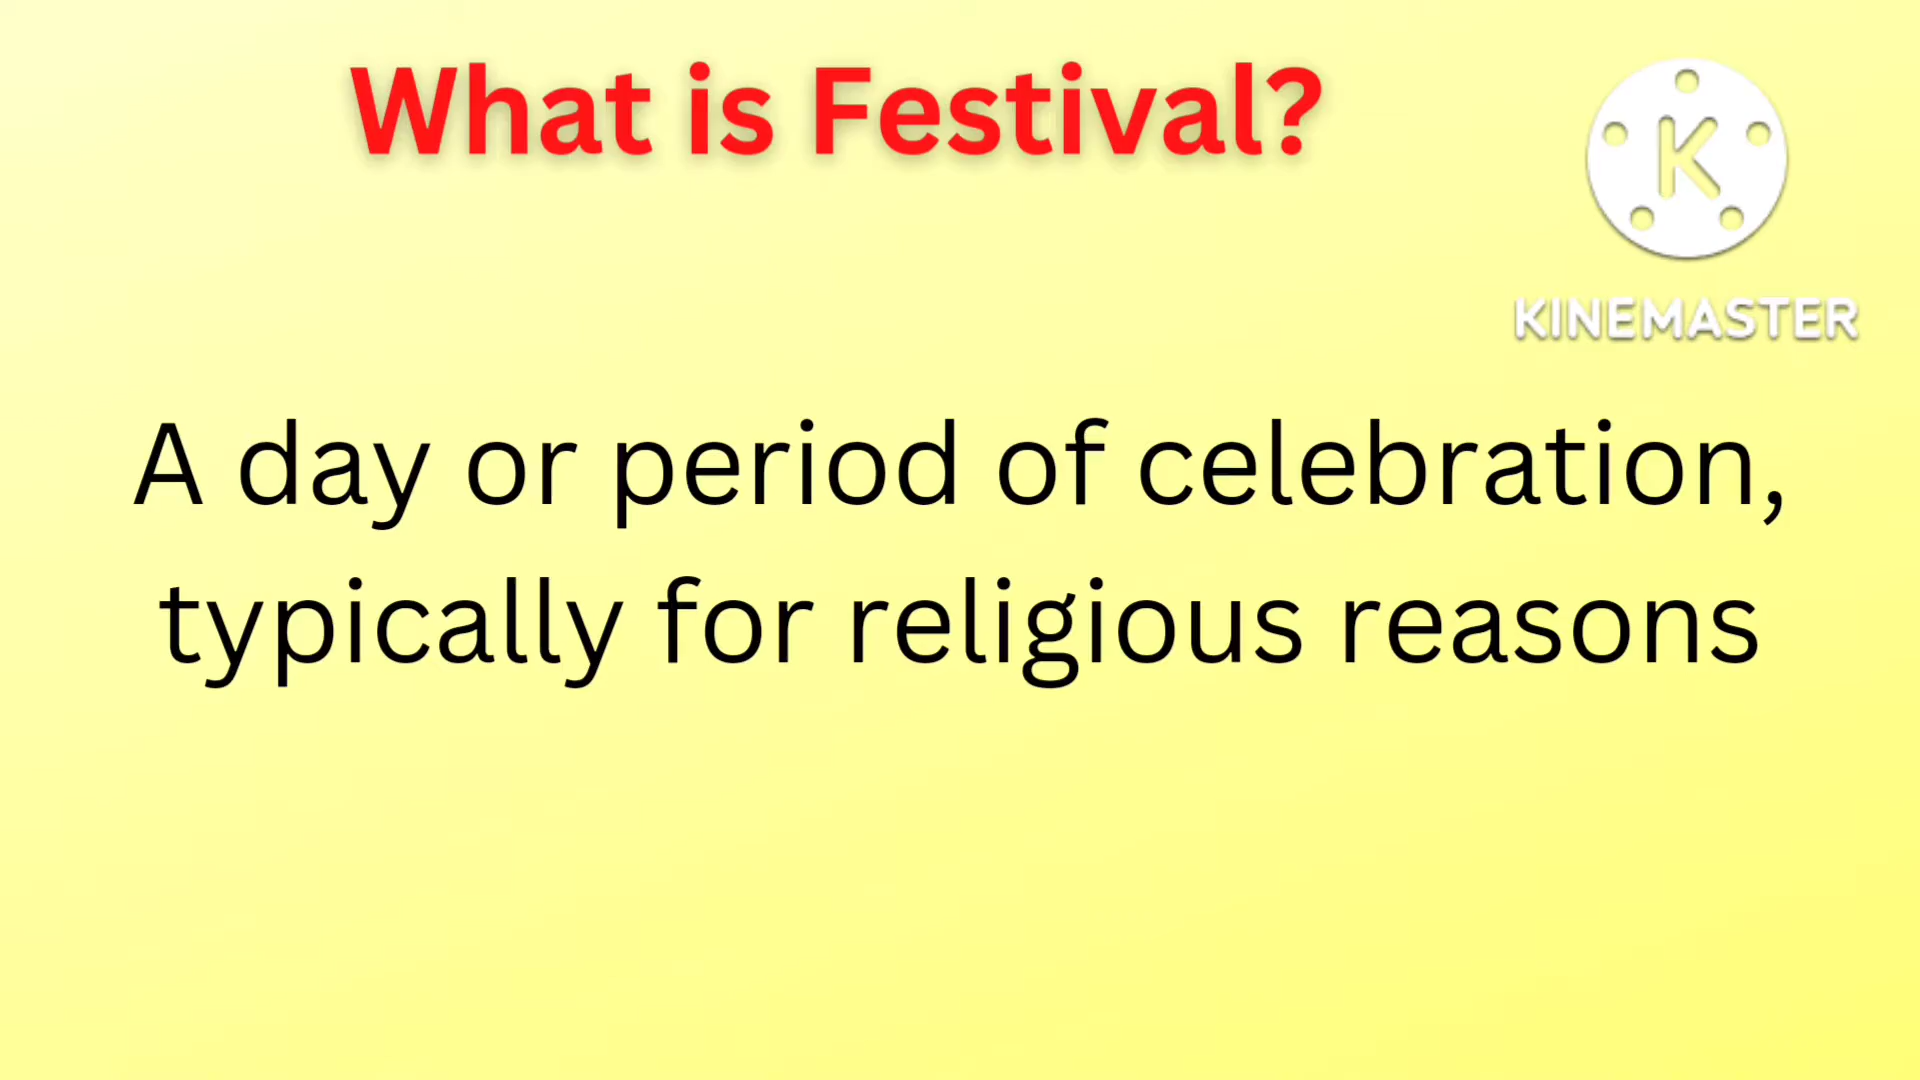 What is Festival?
K
KINEMASTER
A day or period of celebration,
typically for religious reasons